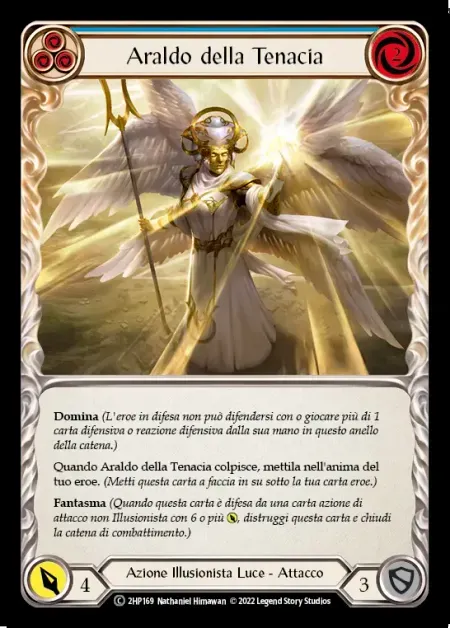 Araldo della Tenacia
2
Domina (L'eroe in difesa non può difendersi con o giocare più di 1
carta difensiva o reazione difensiva dalla sua mano in questo anello
della catena.)
Quando Araldo della Tenacia colpisce, mettila nell'anima del
tuo eroe. (Metti questa carta a faccia in su sotto la tua carta eroe.)
Fantasma (Quando questa carta è difesa da una carta azione di
attacco non Illusionista con 6 o più , distruggi questa carta e chiudi
la catena di combattimento.)
4
Azione Illusionista Luce - Attacco
3
C 2HP169 Nathaniel Himawan © 2022 Legend Story Studios